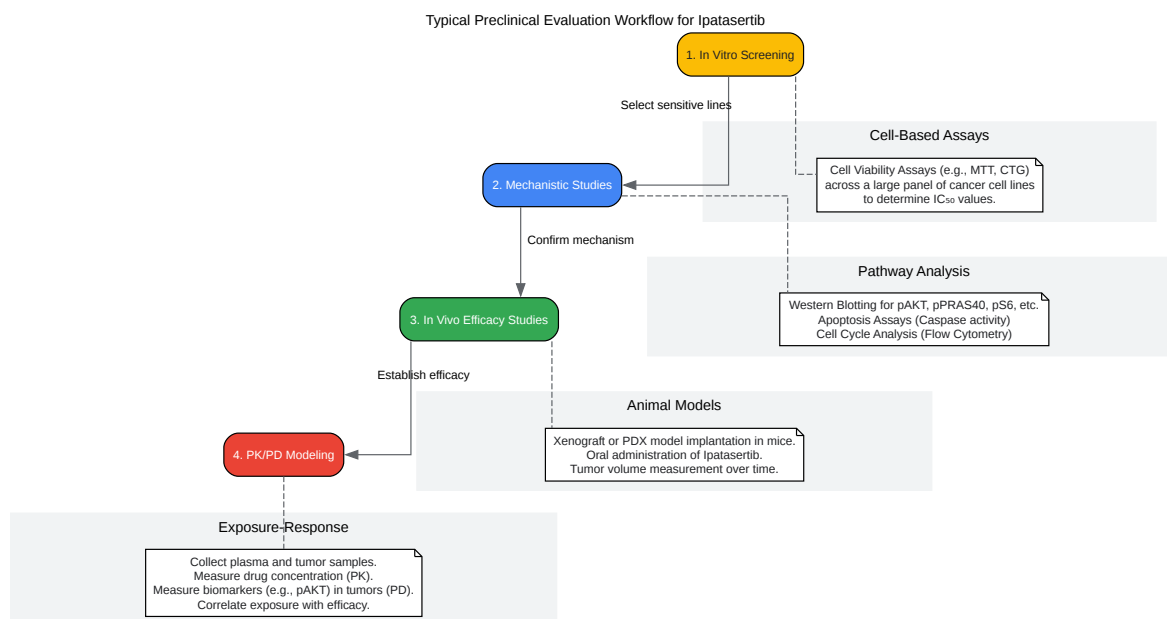 Typical Preclinical Evaluation Workflow for Ipatasertib
1. In Vitro Screening
Select sensitive lines
Cell-Based Assays
Cell Viability Assays (e.g., MTT, CTG)
across a large panel of cancer cell lines
to determine IC₅₀ values.
2. Mechanistic Studies
Confirm mechanism
Pathway Analysis
Western Blotting for pAKT, pPRAS40, pS6, etc.
Apoptosis Assays (Caspase activity)
Cell Cycle Analysis (Flow Cytometry)
3. In Vivo Efficacy Studies
Establish efficacy
Animal Models
Xenograft or PDX model implantation in mice.
Oral administration of Ipatasertib.
Tumor volume measurement over time.
4. PK/PD Modeling
Exposure-Response
Collect plasma and tumor samples.
Measure drug concentration (PK).
Measure biomarkers (e.g., pAKT) in tumors (PD).
Correlate exposure with efficacy.